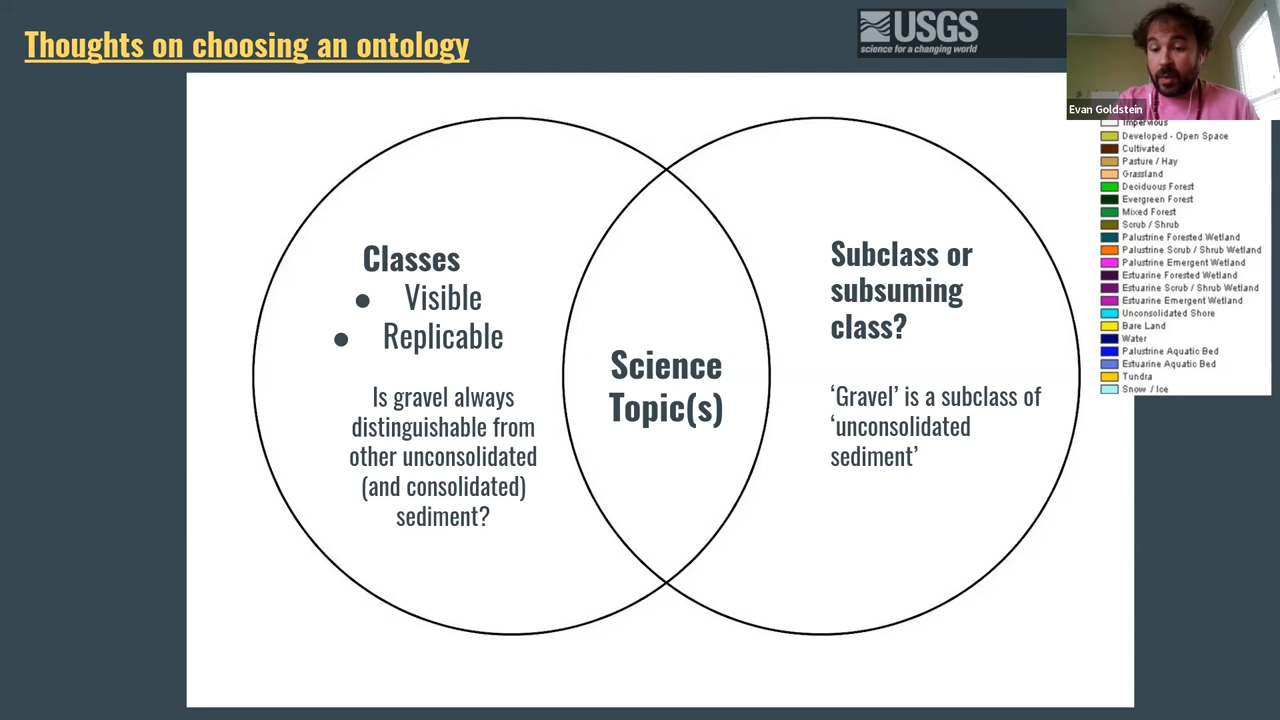 Thoughts on choosing an ontology
USGS
science for a changing world
Evan Goldstein
Classes
● Visible
● Replicable
Is gravel always
distinguishable from
other unconsolidated
(and consolidated)
sediment?
Science
Topic(s)
Subclass or
subsuming
class?
‘Gravel’ is a subclass of
‘unconsolidated
sediment’
Impervious
Developed - Open Space
Cultivated
Pasture / Hay
Grassland
Deciduous Forest
Evergreen Forest
Mixed Forest
Scrub / Shrub
Palustrine Forested Wetland
Palustrine Scrub / Shrub Wetland
Palustrine Emergent Wetland
Estuarine Forested Wetland
Estuarine Scrub / Shrub Wetland
Estuarine Emergent Wetland
Unconsolidated Shore
Bare Land
Water
Palustrine Aquatic Bed
Estuarine Aquatic Bed
Tundra
Snow / Ice